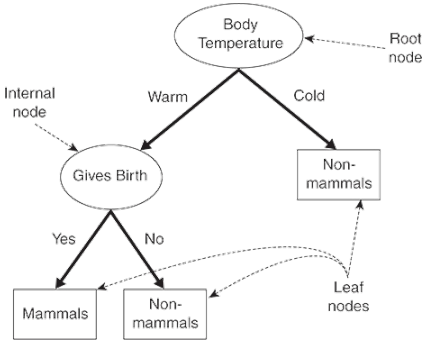 Body
Temperature
Root
node
Internal
node
Warm
Cold
Gives Birth
Non-
mammals
Yes
No
Mammals
Non-
mammals
Leaf
nodes